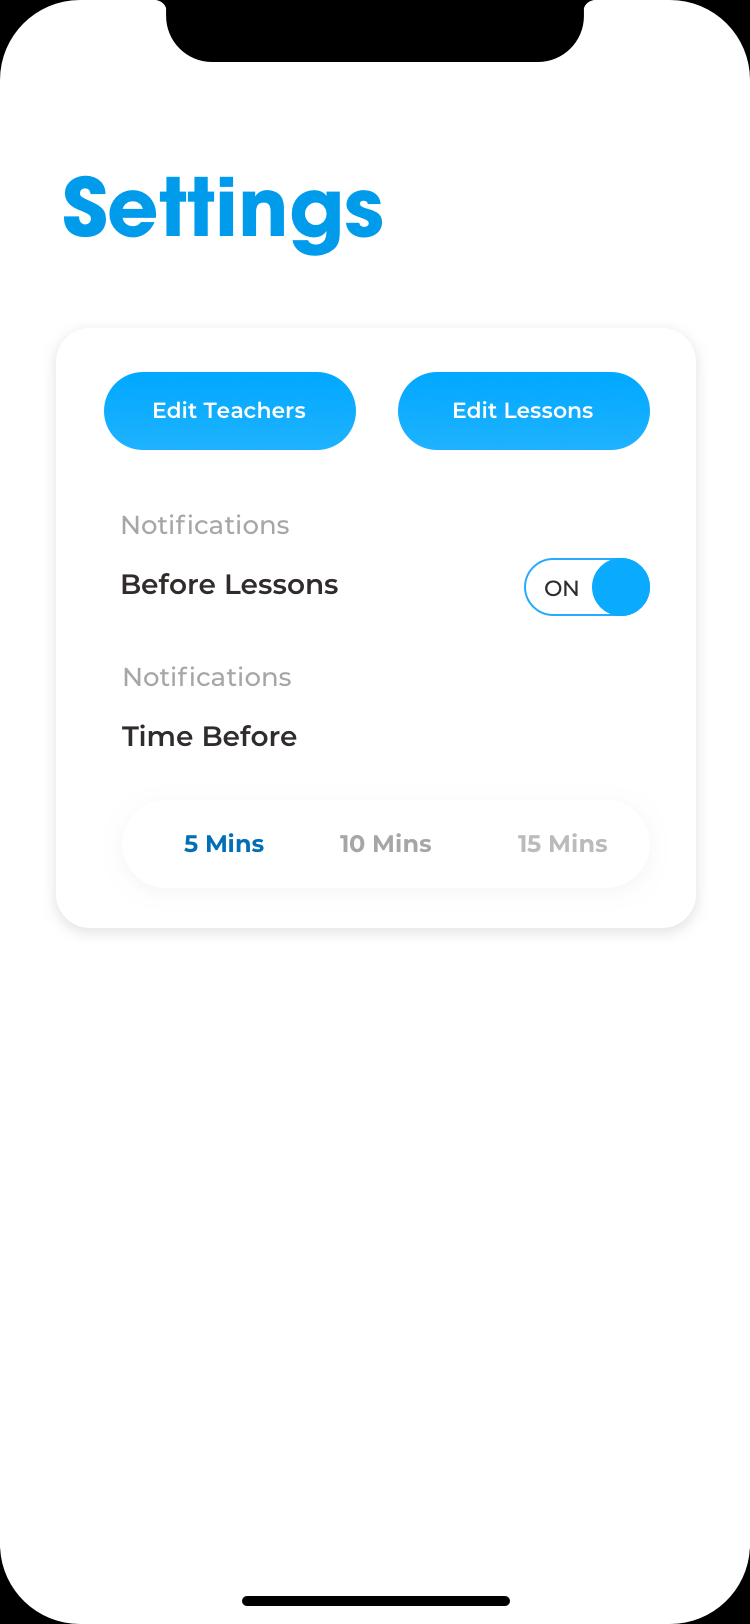 Settings
Edit Teachers
Edit Lessons
Notifications
Before Lessons
ON
Notifications
Time Before
5 Mins
10 Mins
15 Mins